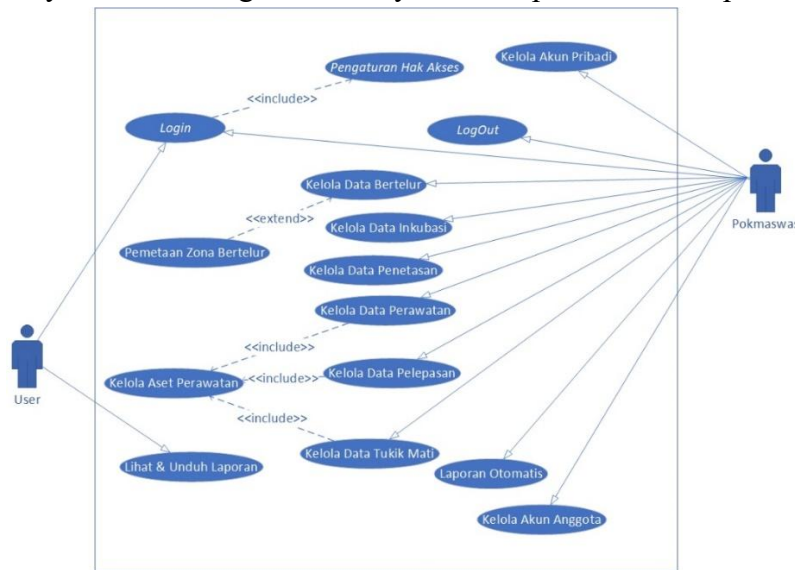 Pengaturan Hak Akses
Kelola Akun Pribadi
<<include>>
Login
LogOut
Kelola Data Bertelur
<<extend>>
Kelola Data Inkubasi
Pokmaswas
Pemetaan Zona Bertelur
Kelola Data Penetasan
Kelola Data Perawatan
<<include>>
Kelola Aset Perawatan
<<include>>
Kelola Data Pelepasan
User
<<include>>
Kelola Data Tukik Mati
Lihat & Unduh Laporan
Laporan Otomatis
Kelola Akun Anggota